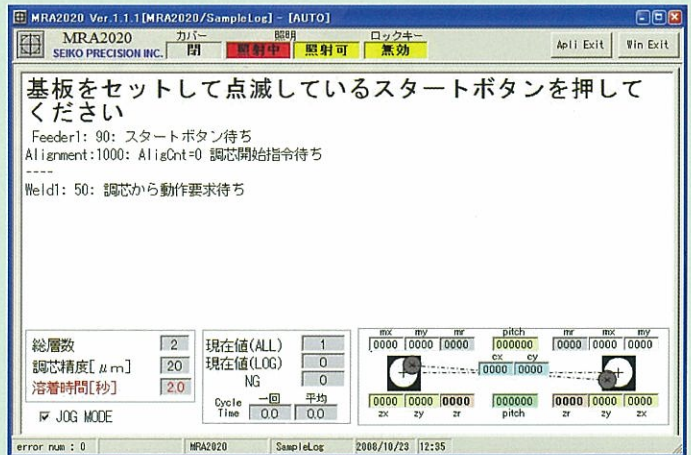 MRA2020 Ver.1.1.1[MRA2020/SampleLog] - [AUTO]
MRA2020
SEIKO PRECISION INC.
カバー
閉
照明
照射中
照射可
ロックキー
無効
Apli Exit
Win Exit
基板をセットして点滅しているスタートボタンを押して
ください
Feeder1: 90: スタートボタン待ち
Alignment:1000: AligCnt=0 調芯開始指令待ち
----
Weld1: 50: 調芯から動作要求待ち
総層数 2
調芯精度[μm] 20
溶着時間[秒] 2.0
JOG MODE
現在値(ALL) 1
現在値(LOG) 0
NG 0
一回 平均
Cycle Time 0.0 0.0
mx my mr pitch mr mx my
0000 0000 0000 000000 0000 0000 0000
cx cy
0000 0000
0000 0000 0000 000000 0000 0000 0000
zx zy zr pitch zr zy zx
error num : 0 MRA2020 SampleLog 2008/10/23 12:35